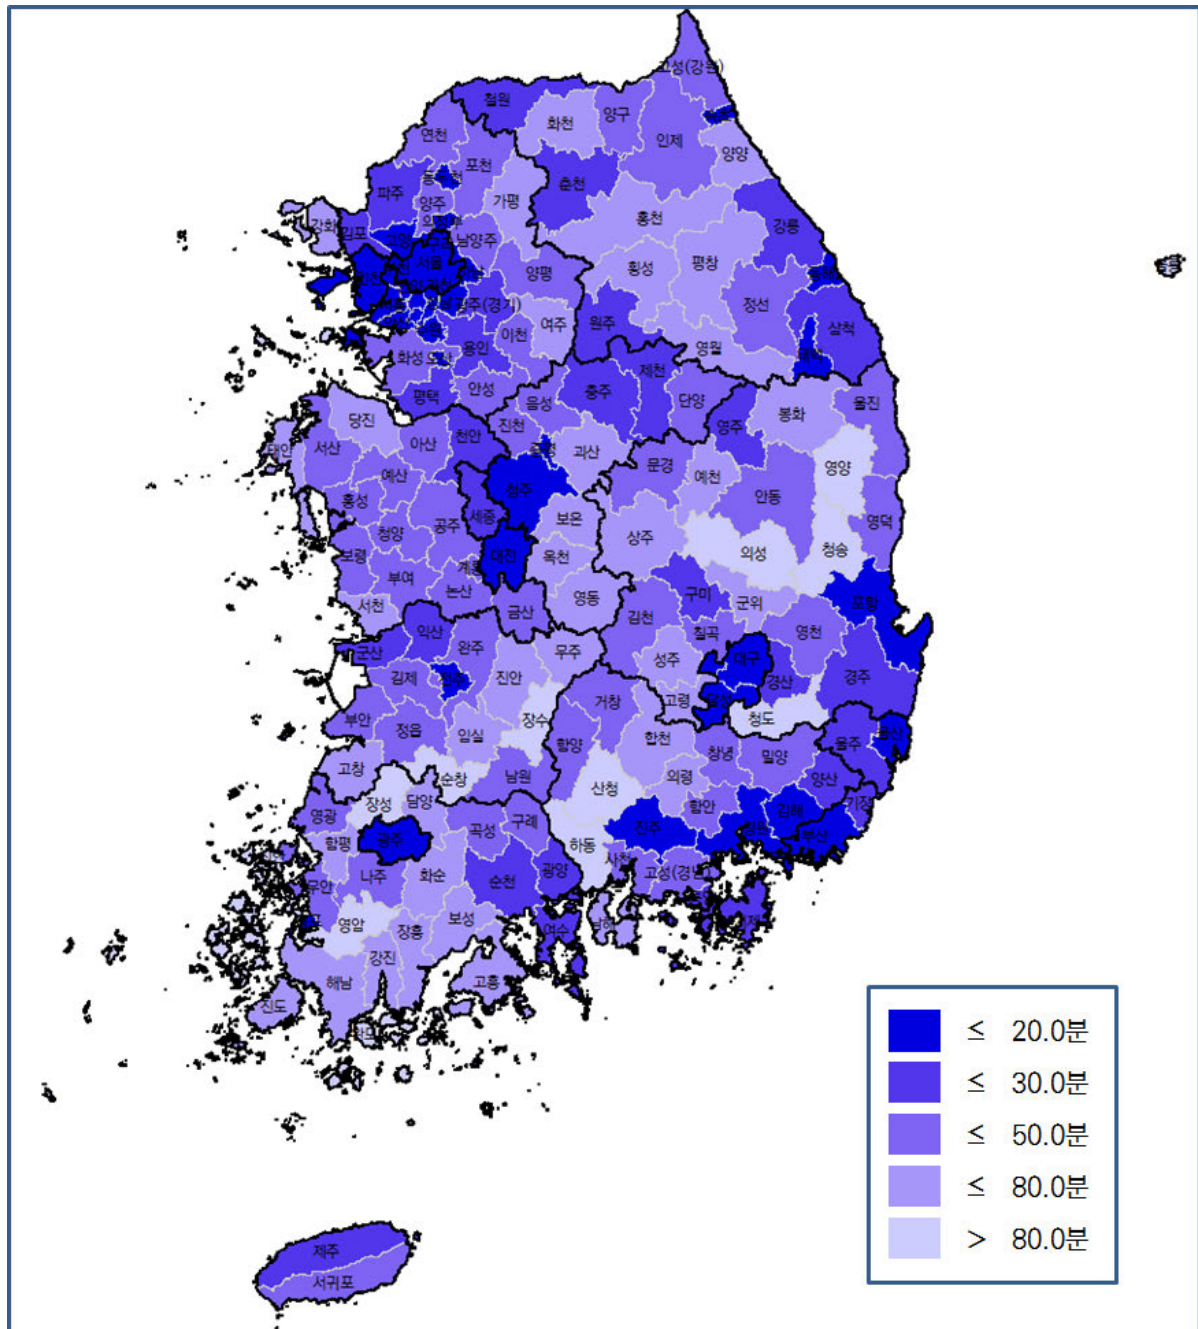 고성(강원)
철원
양구
화천
인제
연천
양양
포천
춘천
파주
가평
양주
홍천
강화
김포
남양주
강릉
고양
서울
평창
횡성
양평
인천
정선
광주(경기)
원주
여주
삼척
이천
용인
영월
화성
오산
태백
제천
안성
충주
평택
단양
음성
울진
당진
봉화
진천
영주
천안
아산
서산
괴산
태안
문경
영양
예산
예천
청주
안동
홍성
세종
보은
영덕
공주
청양
상주
의성
청송
보령
대전
옥천
계룡
부여
논산
구미
서천
영동
군위
포항
금산
김천
익산
칠곡
영천
완주
군산
무주
성주
대구
진안
김제
전주
경산
경주
거창
고령
달성
부안
장수
청도
정읍
임실
합천
울산
함양
창녕
밀양
울주
고창
순창
남원
의령
양산
산청
장성
담양
함안
기장
영광
구례
김해
곡성
진주
창원
부산
광주
함평
하동
사천
나주
화순
광양
고성(경남)
순천
무안
보성
영암
장흥
여수
남해
거제
강진
해남
고흥
진도
완도
≤ 20.0분
≤ 30.0분
≤ 50.0분
≤ 80.0분
> 80.0분
제주
서귀포